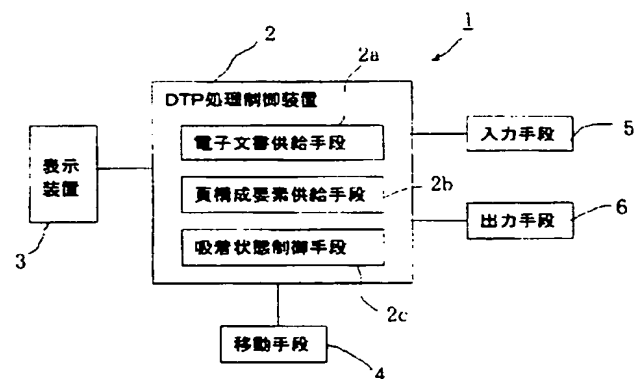 1
2
2a
DTP処理制御装置
電子文書供給手段
入力手段
5
表示
装置
頁構成要素供給手段
2b
3
吸着状態制御手段
出力手段
6
2c
移動手段
4